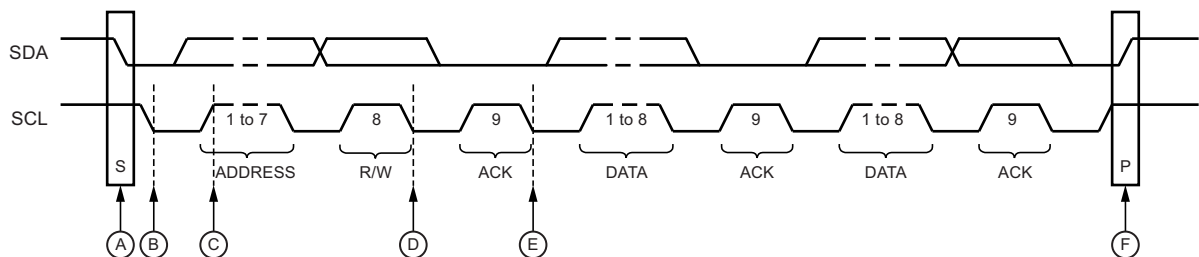 SDA
SCL
1 to 7 8 9 1 to 8 9 1 to 8 9
S ADDRESS R/W ACK DATA ACK DATA ACK P
A B C D E F